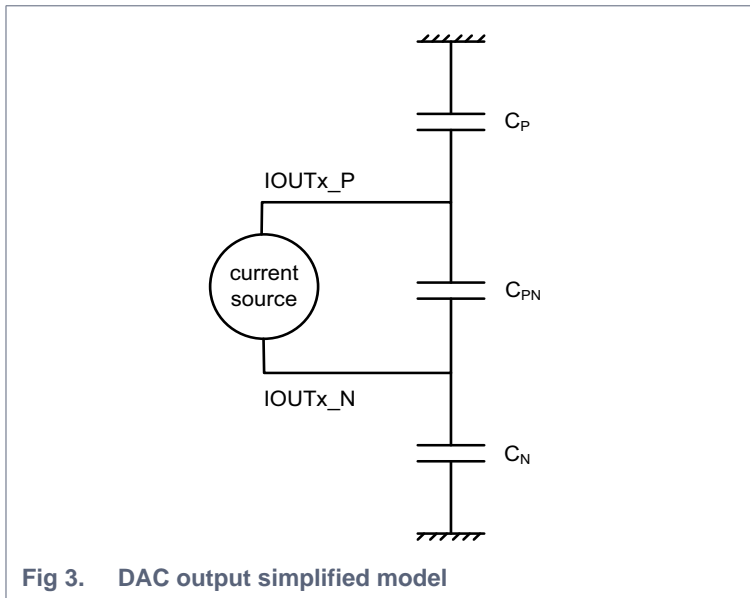 C_P
IOUTx_P
current
source
C_PN
IOUTx_N
C_N
Fig 3. DAC output simplified model